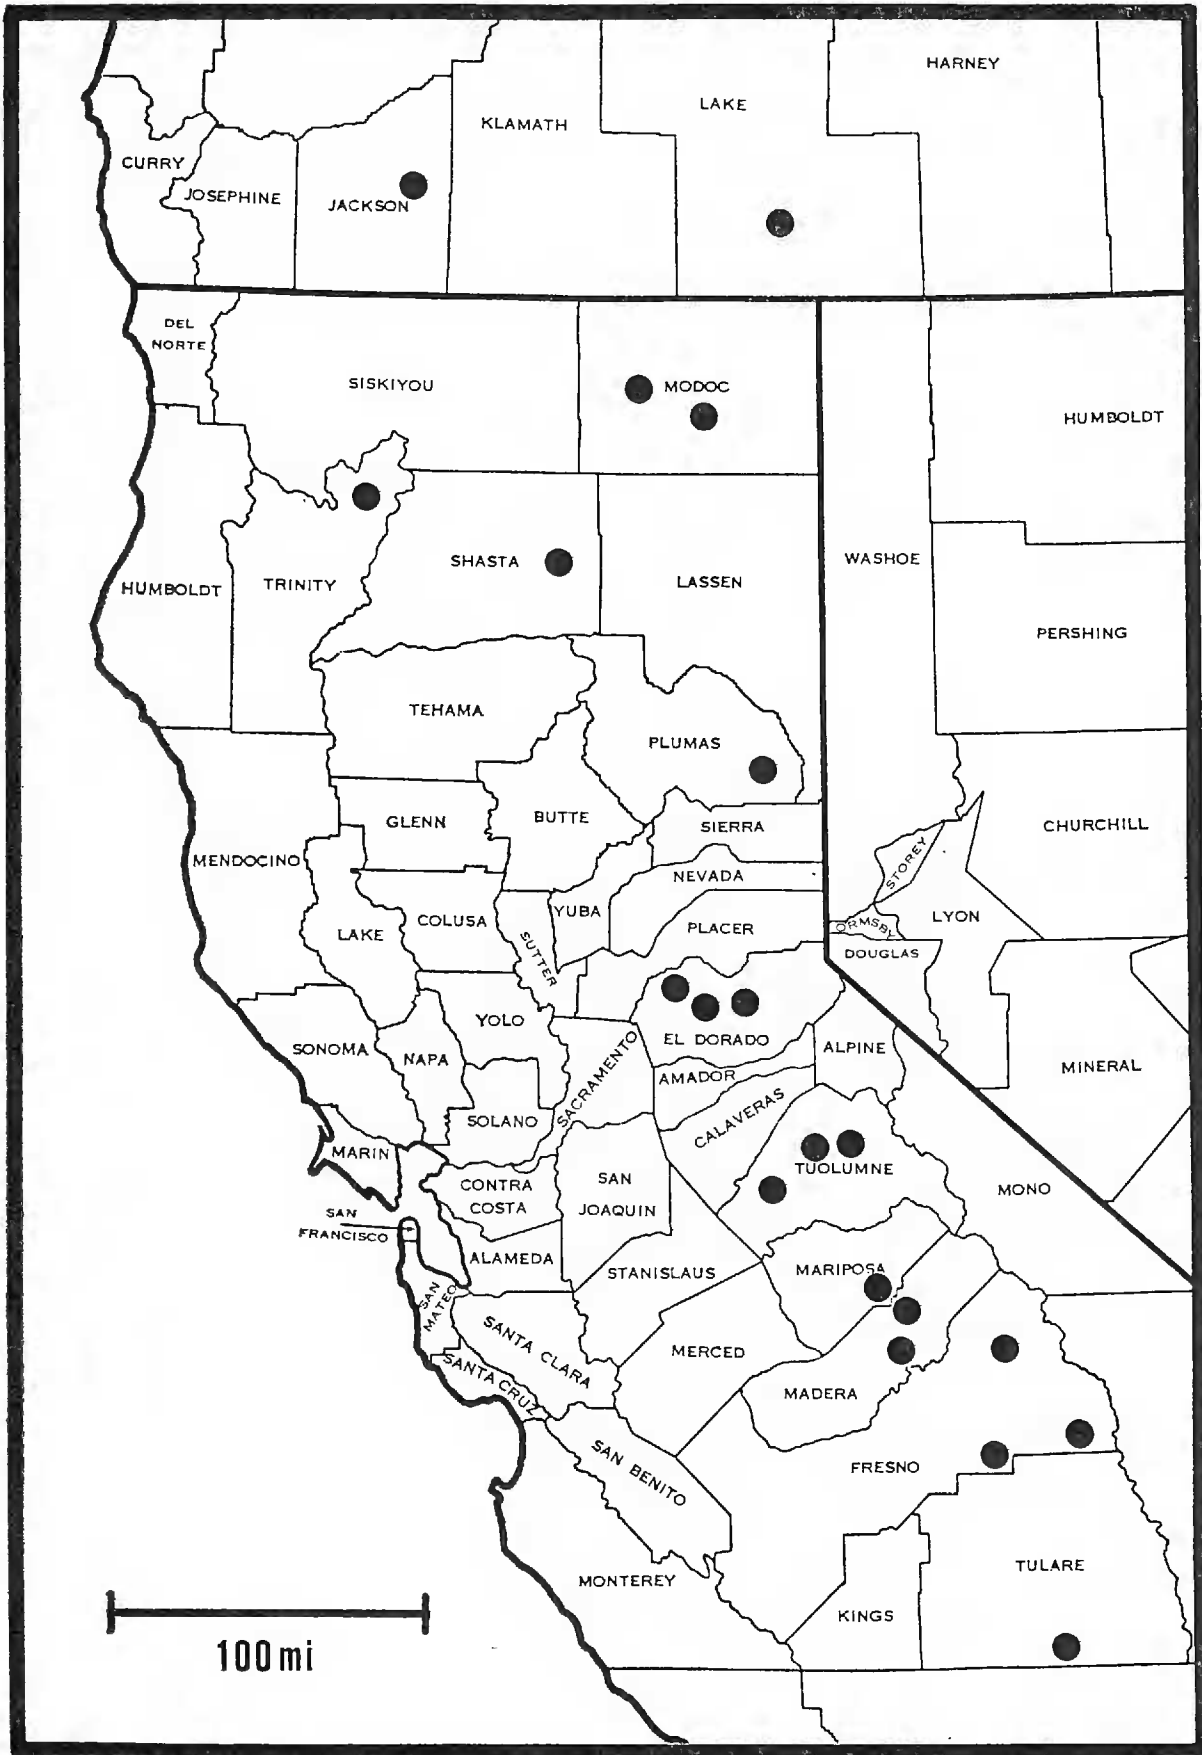 HARNEY
LAKE
KLAMATH
CURRY
JOSEPHINE
JACKSON
DEL
NORTE
SISKIYOU
MODOC
HUMBOLDT
WASHOE
SHASTA
LASSEN
HUMBOLDT
TRINITY
PERSHING
TEHAMA
PLUMAS
GLENN
BUTTE
SIERRA
CHURCHILL
MENDOCINO
NEVADA
STOREY
LAKE
COLUSA
SUTTER
YUBA
PLACER
ORMSBY
LYON
DOUGLAS
YOLO
SONOMA
NAPA
SACRAMENTO
EL DORADO
ALPINE
MINERAL
AMADOR
SOLANO
CALAVERAS
MARIN
CONTRA
COSTA
SAN
JOAQUIN
TUOLUMNE
MONO
SAN
FRANCISCO
ALAMEDA
STANISLAUS
MARIPOSA
SAN
MATEO
SANTA CLARA
MERCED
SANTA CRUZ
MADERA
SAN BENITO
FRESNO
MONTEREY
TULARE
KINGS
100 mi